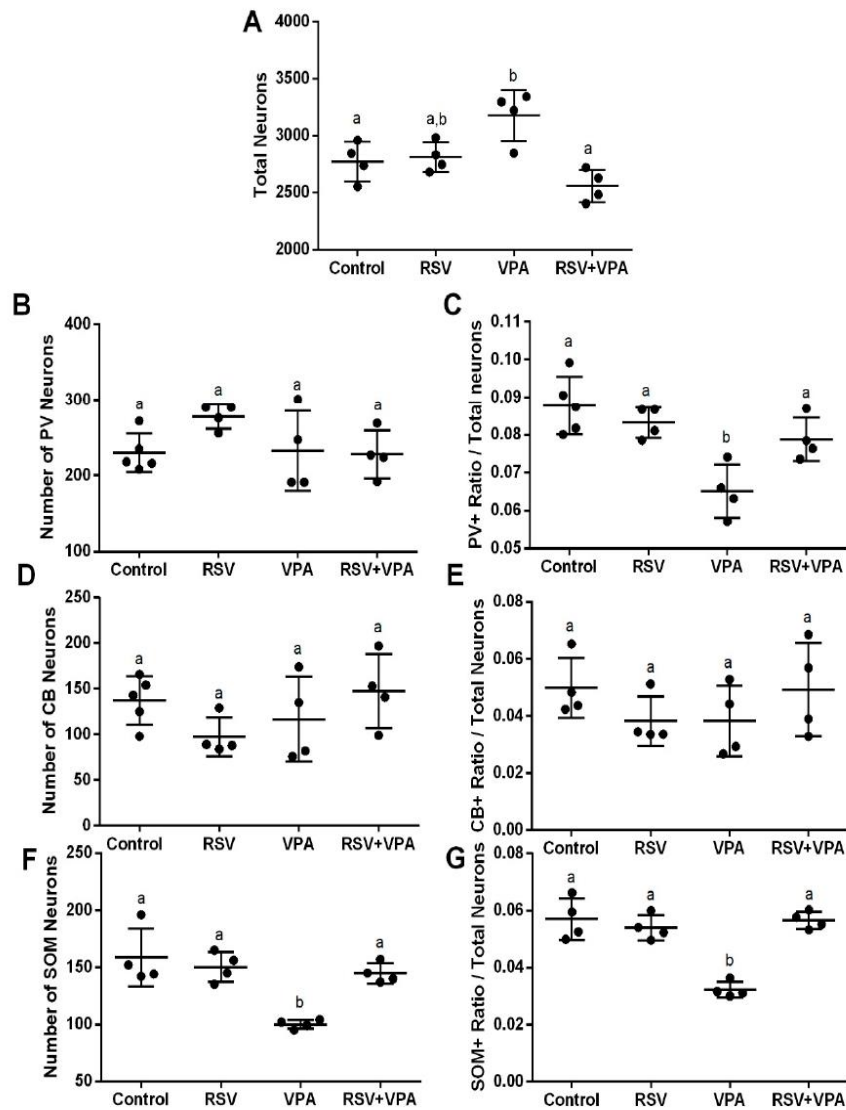 A
Total Neurons
4000
3500
3000
2500
2000
a
a,b
b
a
Control RSV VPA RSV+VPA
B
Number of PV Neurons
400
300
200
100
a
a
a
a
Control RSV VPA RSV+VPA
C
PV+ Ratio / Total neurons
0.11
0.10
0.09
0.08
0.07
0.06
0.05
a
a
b
a
Control RSV VPA RSV+VPA
D
Number of CB Neurons
250
200
150
100
50
0
a
a
a
a
Control RSV VPA RSV+VPA
E
CB+ Ratio / Total Neurons
0.08
0.06
0.04
0.02
0.00
a
a
a
a
Control RSV VPA RSV+VPA
F
Number of SOM Neurons
250
200
150
100
50
a
a
b
a
Control RSV VPA RSV+VPA
G
SOM+ Ratio / Total Neurons
0.08
0.06
0.04
0.02
0.00
a
a
b
a
Control RSV VPA RSV+VPA